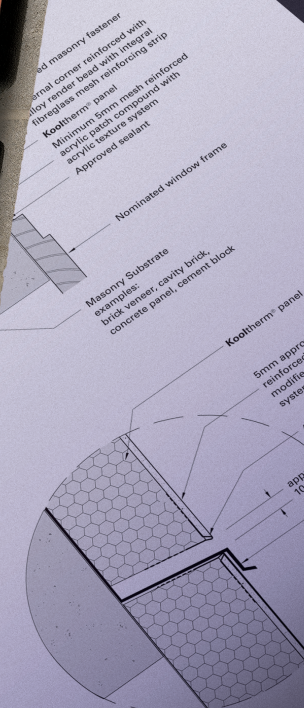 ed masonry fastener
ernal corner reinforced with
lloy render bead with integral
fibreglass mesh reinforcing strip
Kooltherm® panel
Minimum 5mm mesh reinforced
acrylic patch compound with
acrylic texture system
Approved sealant
Nominated window frame
Masonry Substrate
examples:
brick veneer, cavity brick,
concrete panel, cement block
Kooltherm® panel
5mm appro
reinforced
modifie
system
app
10